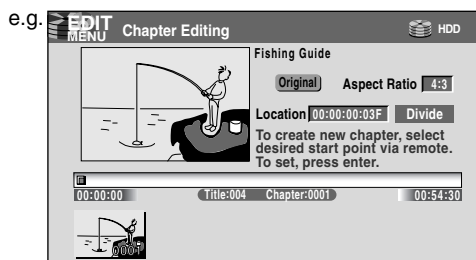 e.g.
EDIT
MENU
Chapter Editing
HDD
Fishing Guide
Original Aspect Ratio 4:3
Location 00:00:00:03F Divide
To create new chapter, select
desired start point via remote.
To set, press enter.
00:00:00 Title:004 Chapter:0001 00:54:30
0001